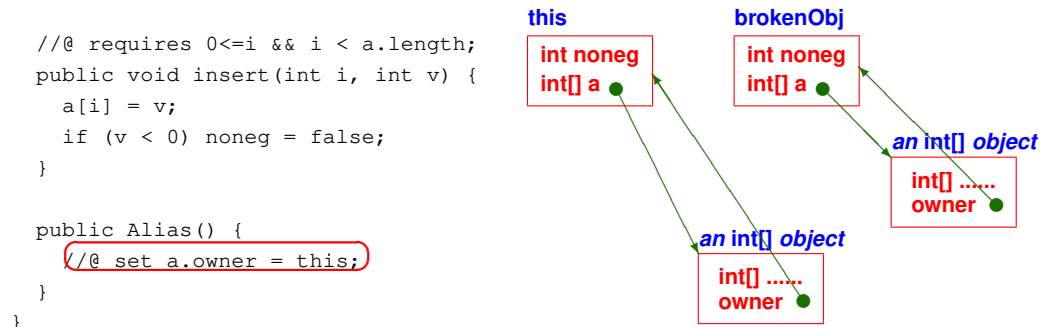 //@ requires 0<=i && i < a.length;
public void insert(int i, int v) {
a[i] = v;
if (v < 0) noneg = false;
}
public Alias() {
//@ set a.owner = this;
}
}
this
int noneg
int[] a
brokenObj
int noneg
int[] a
an int[] object
int[] ......
owner
an int[] object
int[] ......
owner